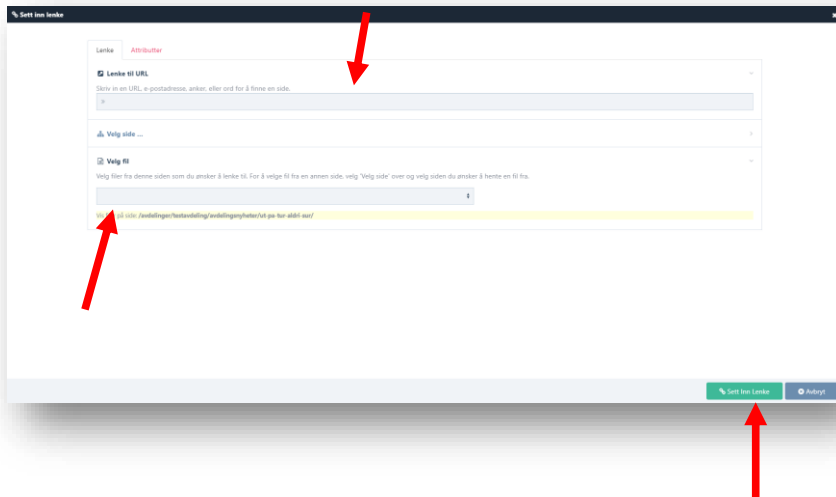 Sett inn lenke
Lenke Attributter
Lenke til URL
Skriv in en URL, e-postadresse, anker, eller ord for å finne en side.
#
Velg side ...
Velg fil
Velg filer fra denne siden som du ønsker å lenke til. For å velge fil fra en annen side, velg 'Velg side' over og velg siden du ønsker å hente en fil fra.
på side: /avdelinger/testavdeling/avdelingsnyheter/ut-pa-tur-aldri-sur/
Sett Inn Lenke Avbryt